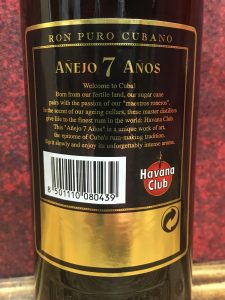 RON PURO CUBANO
AÑEJO 7 AÑOS
Welcome to Cuba!
Born from our fertile land, our sugar cane
pairs with the passion of our "maestros roneros".
In the secret of our ageing cellars, these master distillers
give life to the finest rum in the world: Havana Club.
This "Añejo 7 Años" is a unique work of art,
the epitome of Cuba's rum-making tradition.
Sip it slowly and enjoy its unforgettably intense aroma.
8 501110 080439
Havana
Club